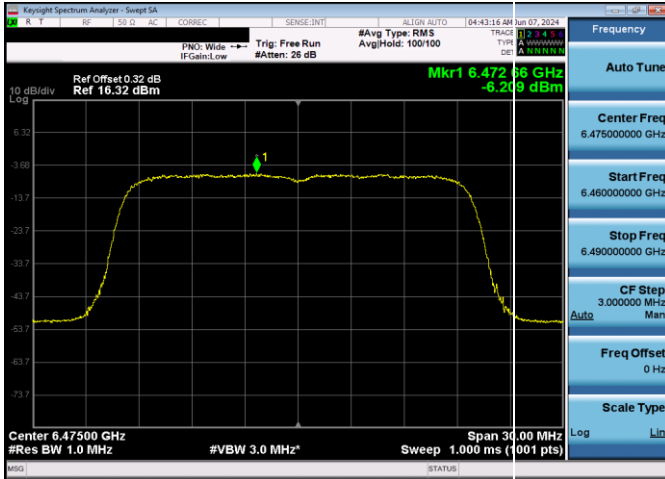 Keysight Spectrum Analyzer - Swept SA
R T RF 50 Ω AC CORREC SENSE:INT ALIGN AUTO 04:43:16 AM Jun 07, 2024
Frequency
#Avg Type: RMS TRACE 1 2 3 4 5 6
PNO: Wide Trig: Free Run Avg|Hold: 100/100 TYPE A WWWWW
IFGain:Low #Atten: 26 dB DET A N N N N N
Auto Tune
Mkr1 6.472 66 GHz
Ref Offset 0.32 dB
10 dB/div Ref 16.32 dBm -6.209 dBm
Log
1
6.32
-3.68
-13.7
-23.7
-33.7
-43.7
-53.7
-63.7
-73.7
Center Freq
6.475000000 GHz
Start Freq
6.460000000 GHz
Stop Freq
6.490000000 GHz
CF Step
3.000000 MHz
Auto Man
Freq Offset
0 Hz
Scale Type
Log Lin
Center 6.47500 GHz Span 30.00 MHz
#Res BW 1.0 MHz #VBW 3.0 MHz* Sweep 1.000 ms (1001 pts)
MSG STATUS